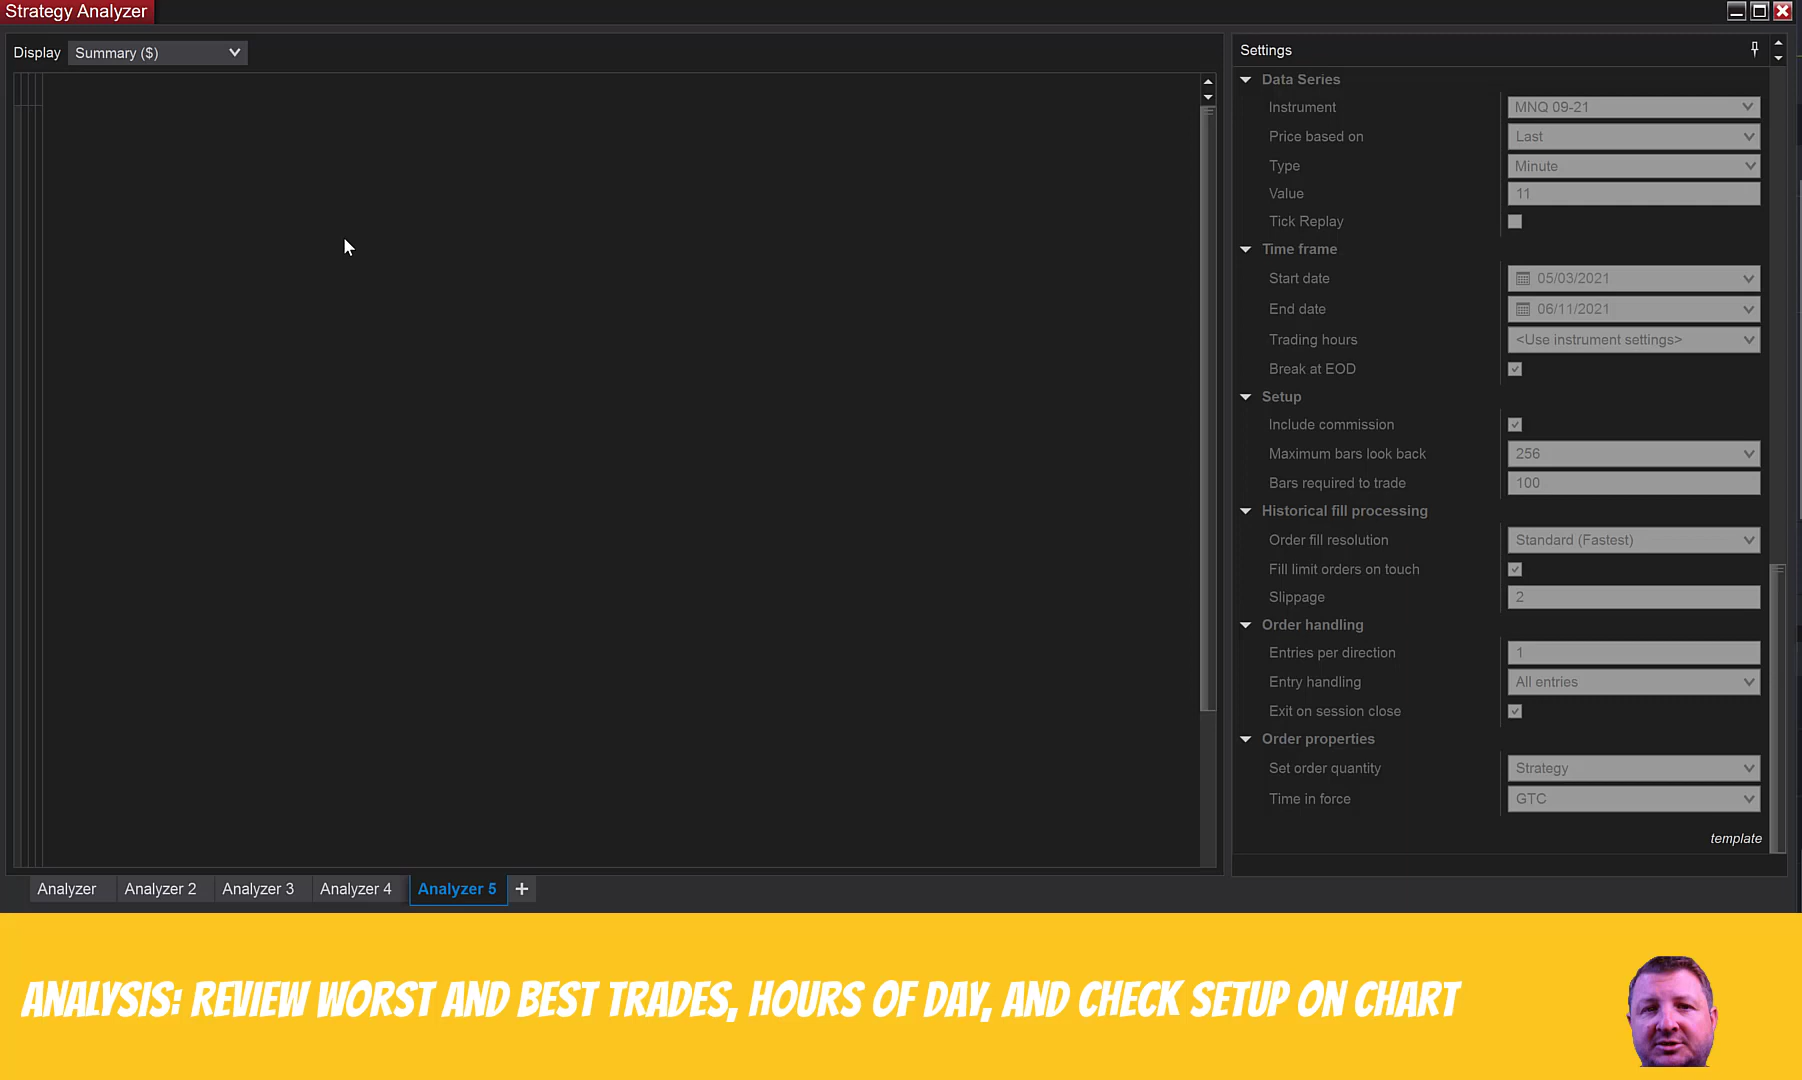 Strategy Analyzer
Display Summary ($)
Settings
Data Series
Instrument MNQ 09-21
Price based on Last
Type Minute
Value 11
Tick Replay
Time frame
Start date 05/03/2021
End date 06/11/2021
Trading hours <Use instrument settings>
Break at EOD
Setup
Include commission
Maximum bars look back 256
Bars required to trade 100
Historical fill processing
Order fill resolution Standard (Fastest)
Fill limit orders on touch
Slippage 2
Order handling
Entries per direction 1
Entry handling All entries
Exit on session close
Order properties
Set order quantity Strategy
Time in force GTC
template
Analyzer Analyzer 2 Analyzer 3 Analyzer 4 Analyzer 5 +
ANALYSIS: REVIEW WORST AND BEST TRADES, HOURS OF DAY, AND CHECK SETUP ON CHART